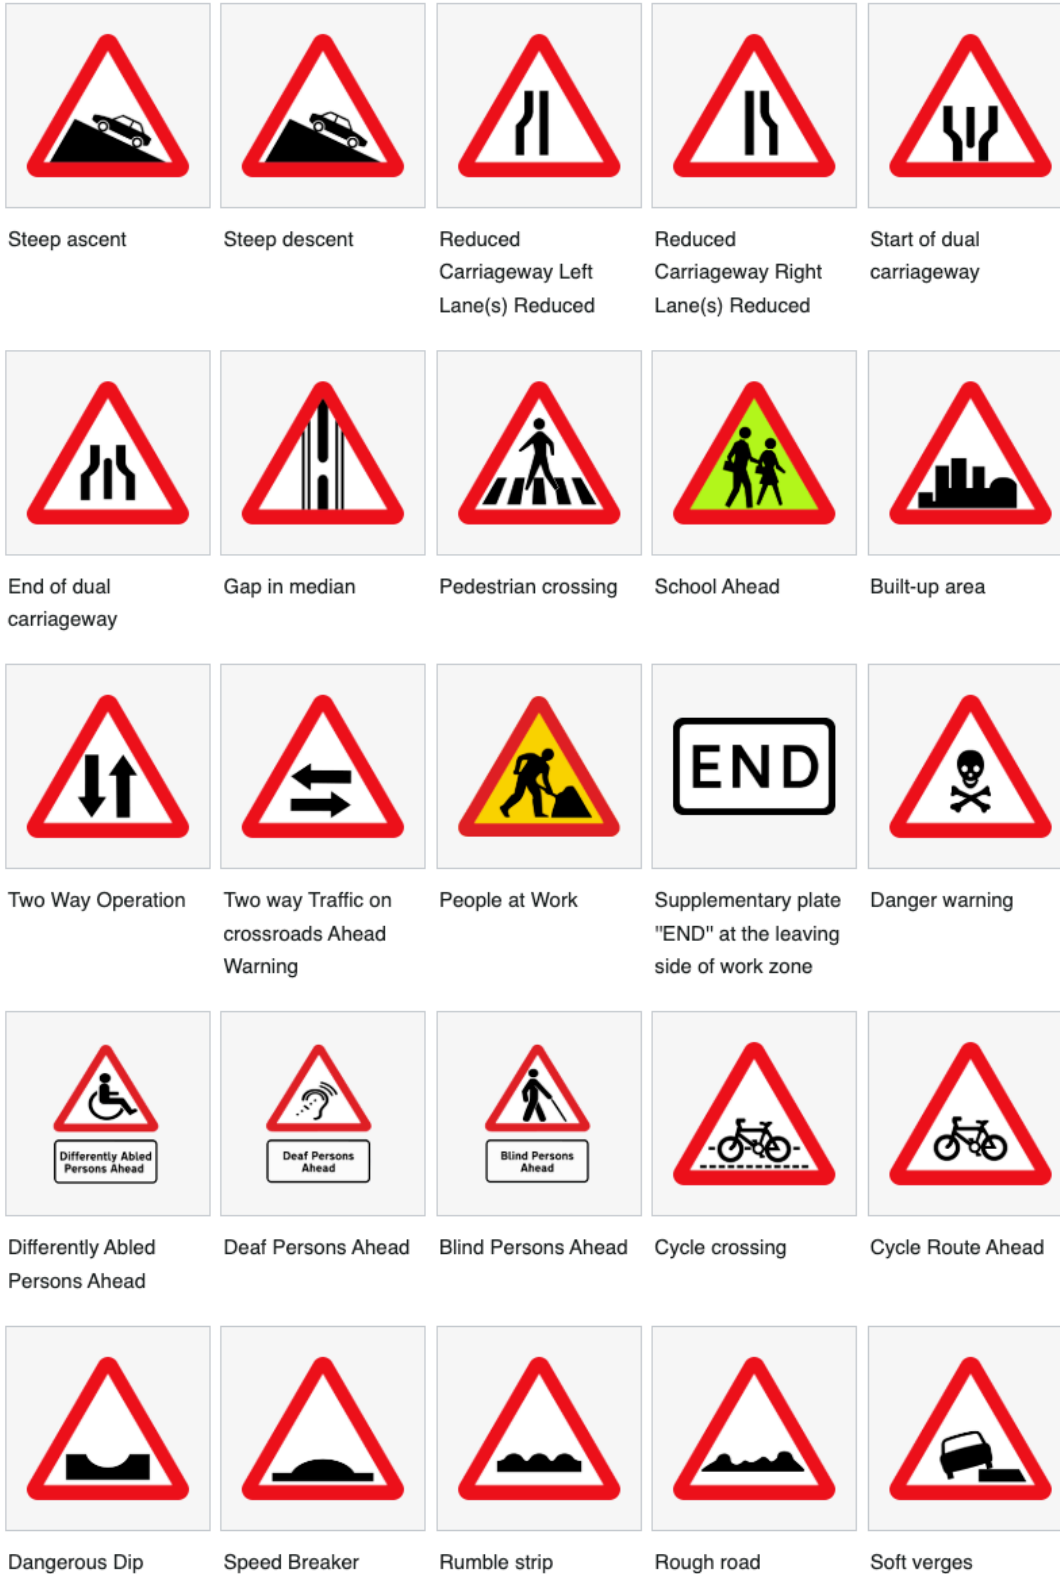 Steep ascent
Steep descent
Reduced
Carriageway Left
Lane(s) Reduced
Reduced
Carriageway Right
Lane(s) Reduced
Start of dual
carriageway
End of dual
carriageway
Gap in median
Pedestrian crossing
School Ahead
Built-up area
Two Way Operation
Two way Traffic on
crossroads Ahead
Warning
People at Work
END
Supplementary plate
"END" at the leaving
side of work zone
Danger warning
Differently Abled
Persons Ahead
Differently Abled
Persons Ahead
Deaf Persons
Ahead
Deaf Persons Ahead
Blind Persons
Ahead
Blind Persons Ahead
Cycle crossing
Cycle Route Ahead
Dangerous Dip
Speed Breaker
Rumble strip
Rough road
Soft verges